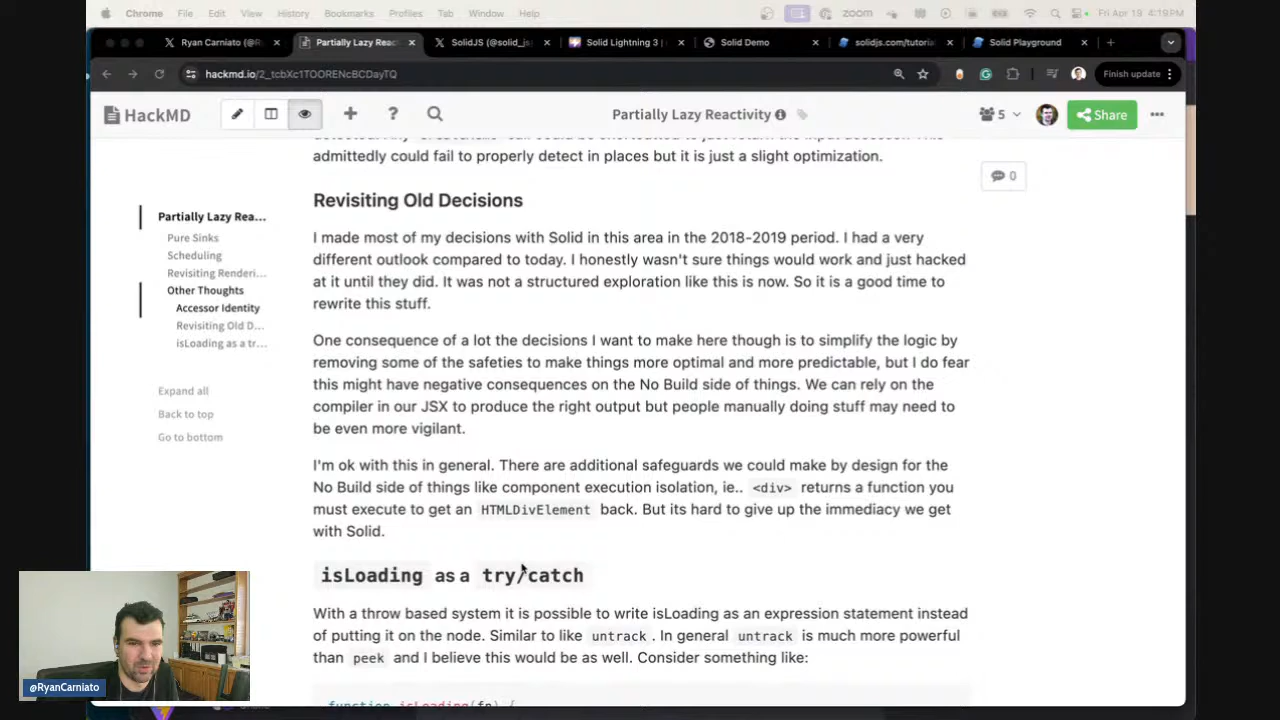 Chrome File Edit View History Bookmarks Profiles Tab Window Help zoom Fri Apr 19 4:19 PM
Ryan Carniato (@R
Partially Lazy Reac
SolidJS (@solid_js
Solid Lightning 3 |
Solid Demo
solidjs.com/tutoria
Solid Playground
hackmd.io/2_tcbXc1TOORENcBCDayTQ
Finish update
HackMD
Partially Lazy Reactivity
5
Share
admittedly could fail to properly detect in places but it is just a slight optimization.
0
Partially Lazy Rea...
Pure Sinks
Scheduling
Revisiting Renderi...
Other Thoughts
Accessor Identity
Revisiting Old D...
isLoading as a tr...
Expand all
Back to top
Go to bottom
Revisiting Old Decisions
I made most of my decisions with Solid in this area in the 2018-2019 period. I had a very
different outlook compared to today. I honestly wasn't sure things would work and just hacked
at it until they did. It was not a structured exploration like this is now. So it is a good time to
rewrite this stuff.
One consequence of a lot the decisions I want to make here though is to simplify the logic by
removing some of the safeties to make things more optimal and more predictable, but I do fear
this might have negative consequences on the No Build side of things. We can rely on the
compiler in our JSX to produce the right output but people manually doing stuff may need to
be even more vigilant.
I'm ok with this in general. There are additional safeguards we could make by design for the
No Build side of things like component execution isolation, ie.. <div> returns a function you
must execute to get an HTMLDivElement back. But its hard to give up the immediacy we get
with Solid.
isLoading as a try/catch
With a throw based system it is possible to write isLoading as an expression statement instead
of putting it on the node. Similar to like untrack. In general untrack is much more powerful
than peek and I believe this would be as well. Consider something like:
function isLoading(fn) {
@RyanCarniato